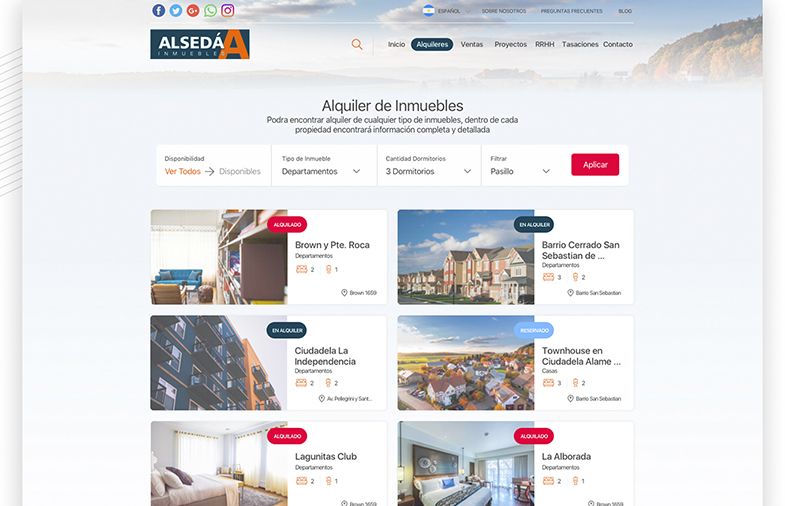 ESPAÑOL SOBRE NOSOTROS PREGUNTAS FRECUENTES BLOG
ALSEDÁ A
INMUEBLES
Inicio Alquileres Ventas Proyectos RRHH Tasaciones Contacto
Alquiler de Inmuebles
Podra encontrar alquiler de cualquier tipo de inmuebles, dentro de cada
propiedad encontrará información completa y detallada
Disponibilidad
Ver Todos Disponibles
Tipo de Inmueble
Departamentos
Cantidad Dormitorios
3 Dormitorios
Filtrar
Pasillo
Aplicar
ALQUILADO
Brown y Pte. Roca
Departamentos
2 1
Brown 1659
EN ALQUILER
Barrio Cerrado San
Sebastian de ...
Departamentos
3 2
Barrio San Sebastian
EN ALQUILER
Ciudadela La
Independencia
Departamentos
2 2
Av. Pellegrini y Sant...
RESERVADO
Townhouse en
Ciudadela Alame ...
Casas
3 2
Barrio San Sebastian
ALQUILADO
Lagunitas Club
Departamentos
2 1
Brown 1659
ALQUILADO
La Alborada
Departamentos
2 1
Brown 1659